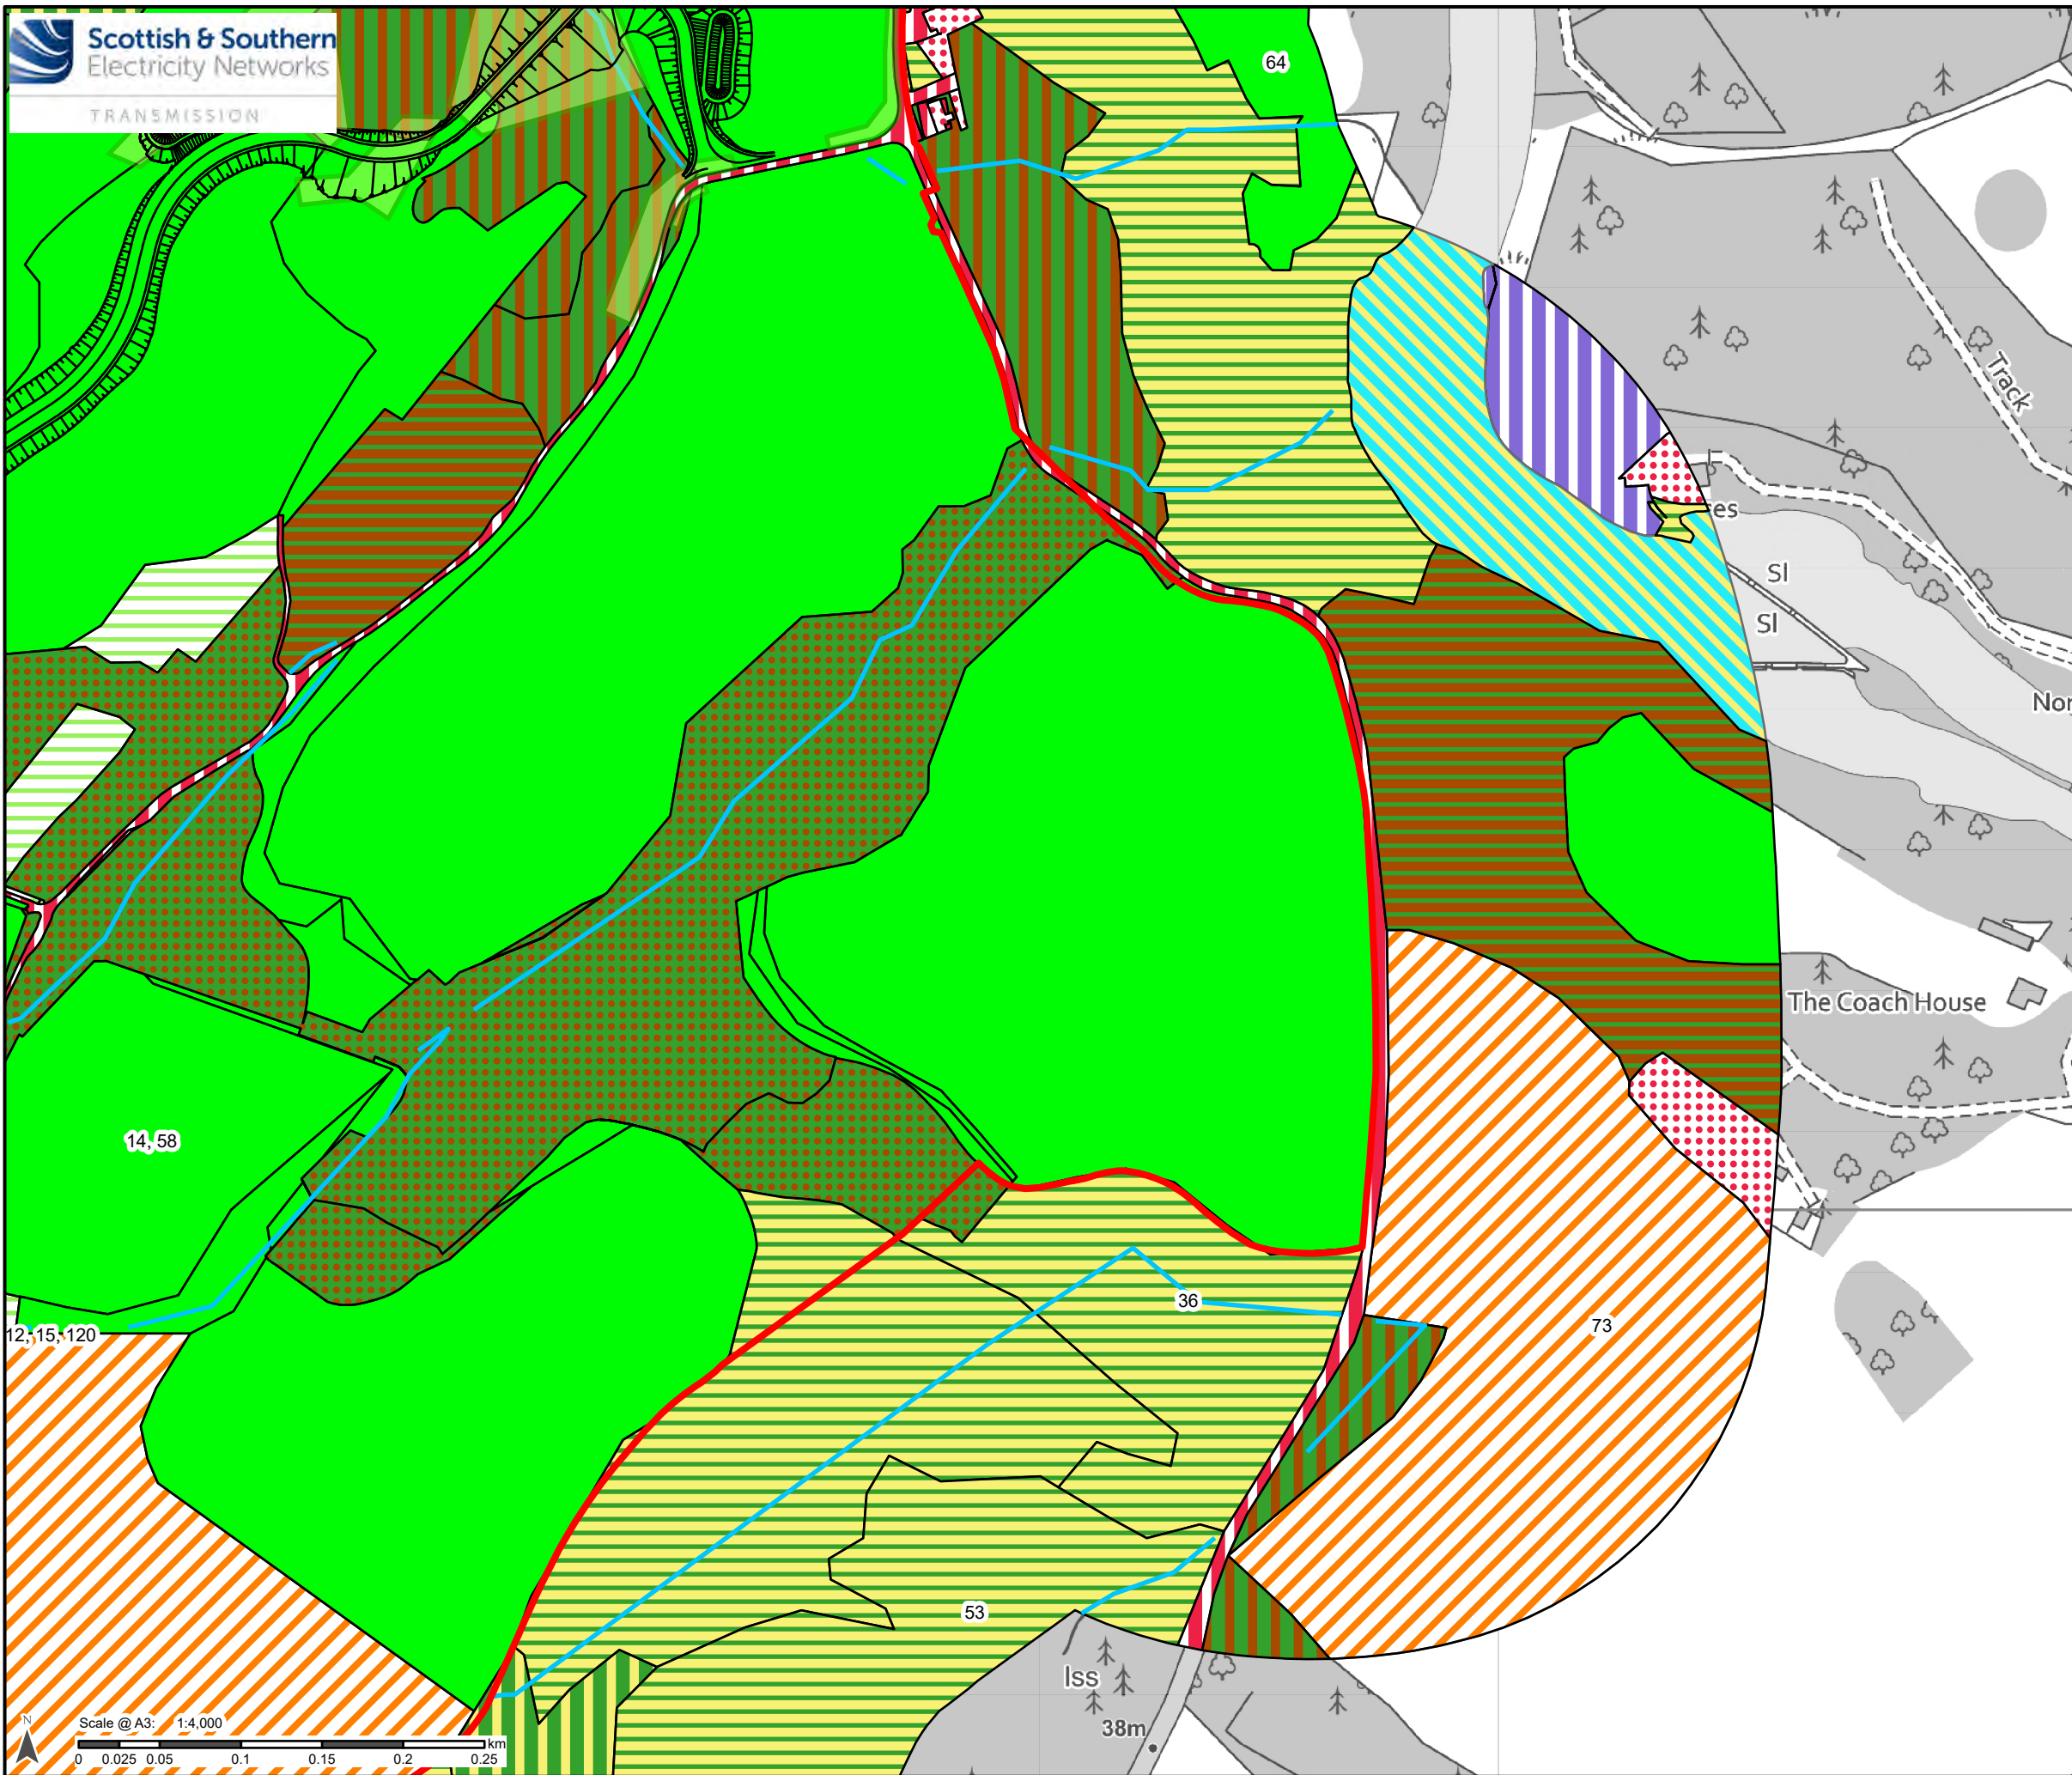 Scottish & Southern
Electricity Networks
TRANSMISSION
64
Track
res
Sl
Sl
Nor
The Coach House
14, 58
36
73
12, 15, 120
53
Iss
38m
N
Scale @ A3: 1:4,000
km
0 0.025 0.05 0.1 0.15 0.2 0.25